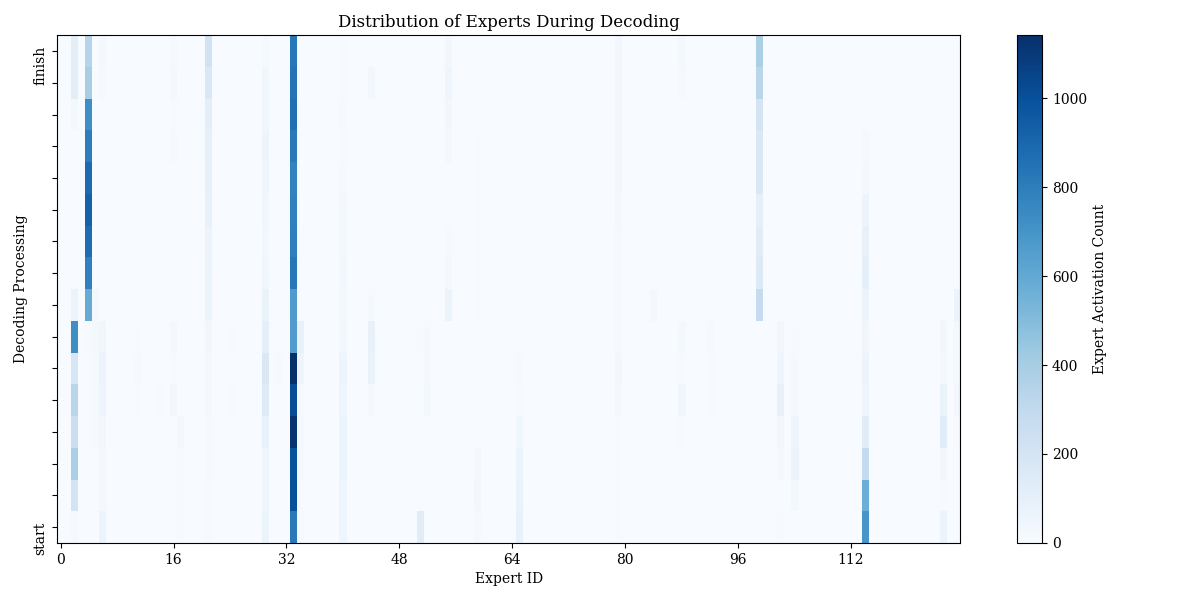 Distribution of Experts During Decoding
finish
Decoding Processing
start
0 16 32 48 64 80 96 112
Expert ID
1000
800
600
400
200
0
Expert Activation Count